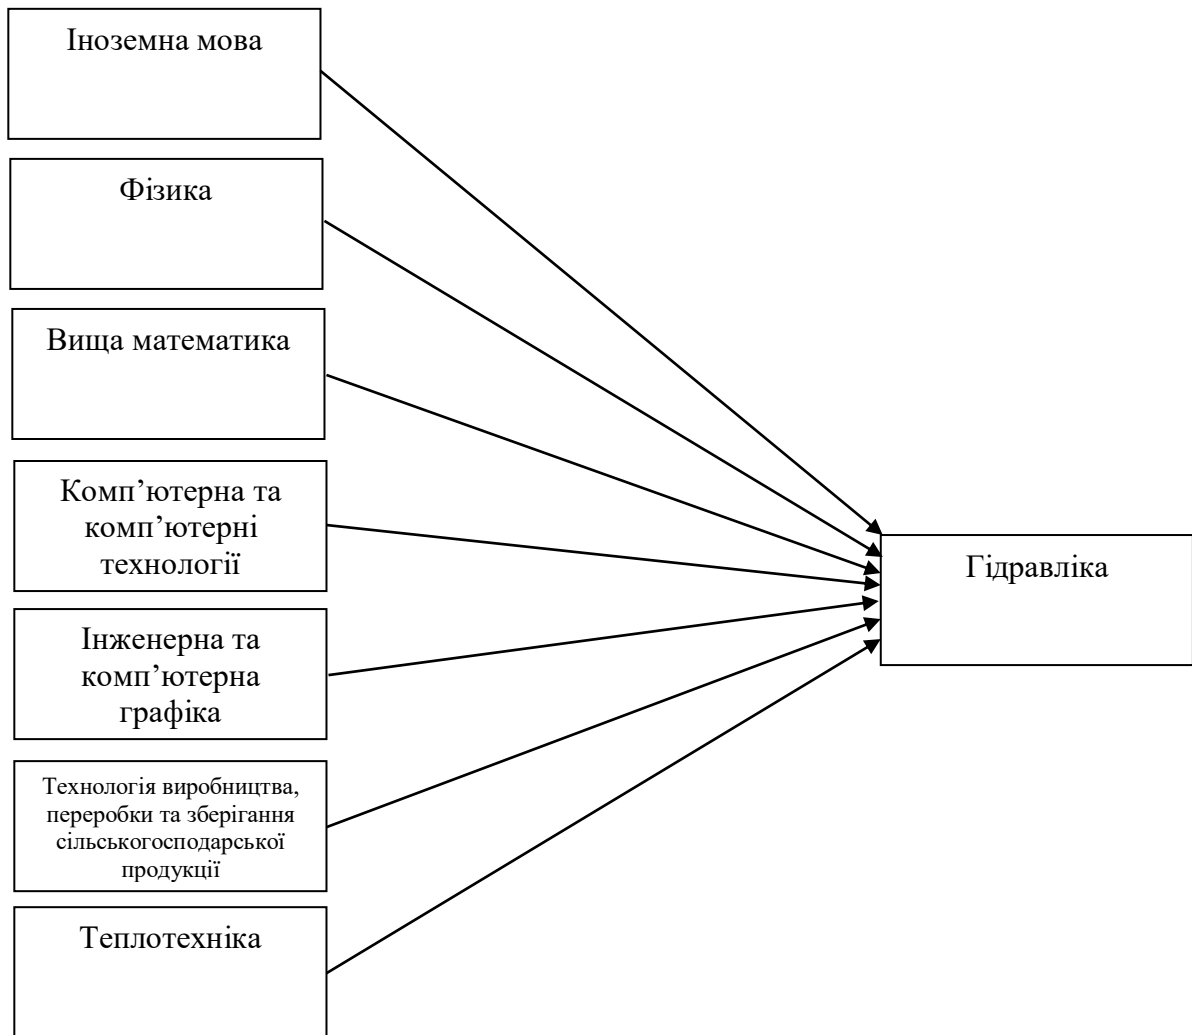 Іноземна мова
Фізика
Вища математика
Комп’ютерна та
комп’ютерні
технології
Інженерна та
комп’ютерна
графіка
Технологія виробництва,
переробки та зберігання
сільськогосподарської
продукції
Теплотехніка
Гідравліка